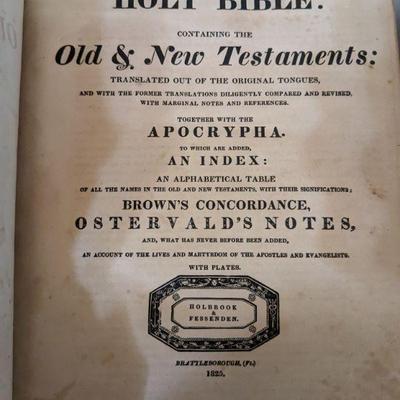 HOLY BIBLE:
CONTAINING THE
Old & New Testaments:
TRANSLATED OUT OF THE ORIGINAL TONGUES,
AND WITH THE FORMER TRANSLATIONS DILIGENTLY COMPARED AND REVISED,
WITH MARGINAL NOTES AND REFERENCES.
TOGETHER WITH THE
APOCRYPHA.
TO WHICH ARE ADDED,
AN INDEX:
AN ALPHABETICAL TABLE
OF ALL THE NAMES IN THE OLD AND NEW TESTAMENTS, WITH THEIR SIGNIFICATIONS;
BROWN'S CONCORDANCE,
OSTERVALD'S NOTES,
AND, WHAT HAS NEVER BEFORE BEEN ADDED,
AN ACCOUNT OF THE LIVES AND MARTYRDOM OF THE APOSTLES AND EVANGELISTS.
WITH PLATES.
HOLBROOK
&
FESSENDEN.
BRATTLEBOROUGH, (Vt.)
1825.